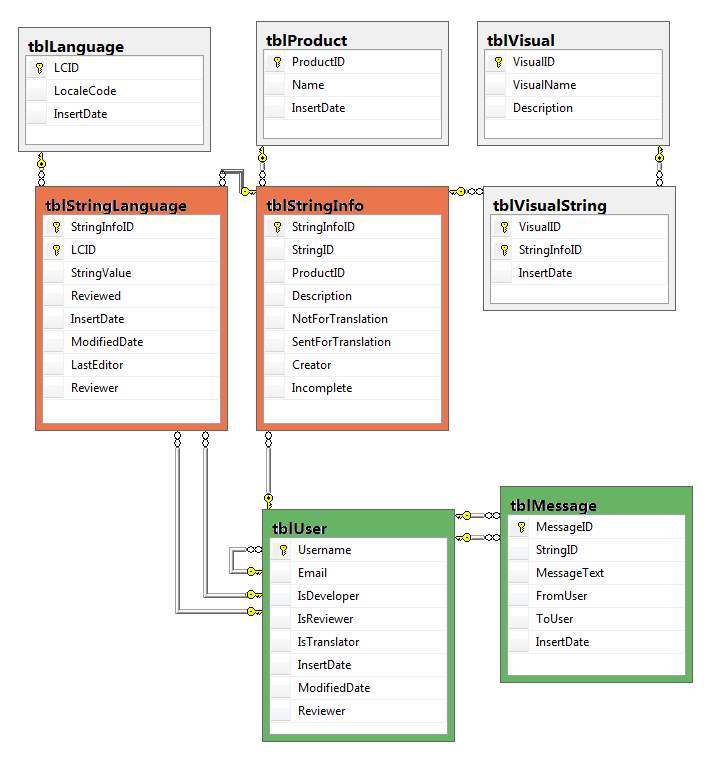 tblLanguage
LCID
LocaleCode
InsertDate
tblProduct
ProductID
Name
InsertDate
tblVisual
VisualID
VisualName
Description
tblStringLanguage
StringInfoID
LCID
StringValue
Reviewed
InsertDate
ModifiedDate
LastEditor
Reviewer
tblStringInfo
StringInfoID
StringID
ProductID
Description
NotForTranslation
SentForTranslation
Creator
Incomplete
tblVisualString
VisualID
StringInfoID
InsertDate
tblUser
Username
Email
IsDeveloper
IsReviewer
IsTranslator
InsertDate
ModifiedDate
Reviewer
tblMessage
MessageID
StringID
MessageText
FromUser
ToUser
InsertDate